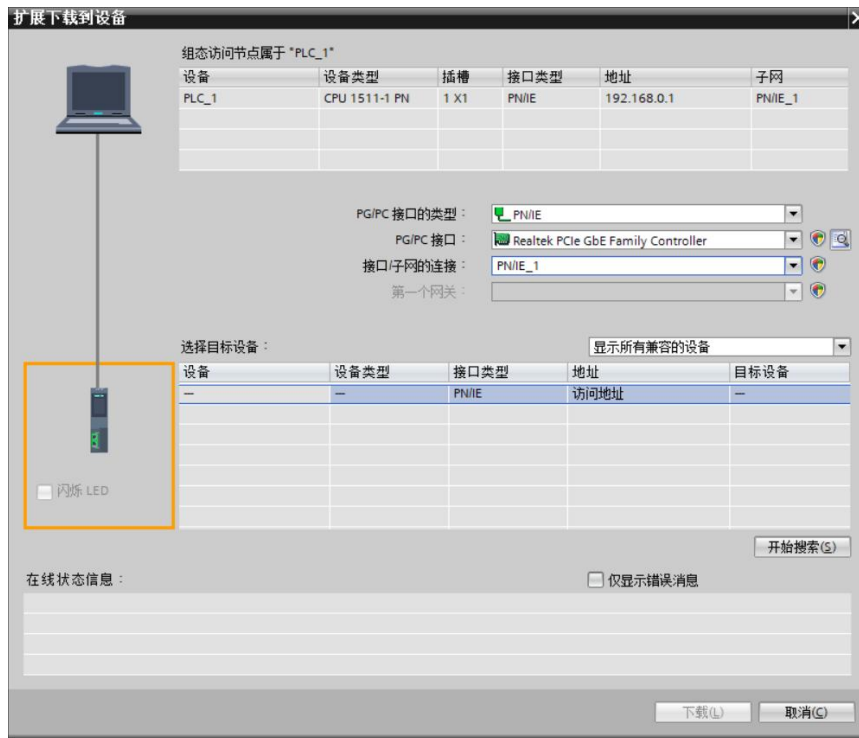 扩展下载到设备
组态访问节点属于 "PLC_1"
设备 设备类型 插槽 接口类型 地址 子网
PLC_1 CPU 1511-1 PN 1 X1 PN/IE 192.168.0.1 PN/IE_1
PG/PC 接口的类型： PN/IE
PG/PC 接口： Realtek PCIe GbE Family Controller
接口/子网的连接： PN/IE_1
第一个网关：
选择目标设备： 显示所有兼容的设备
设备 设备类型 接口类型 地址 目标设备
— — PN/IE 访问地址 —
闪烁 LED
开始搜索(S)
在线状态信息： 仅显示错误消息
下载(L) 取消(C)